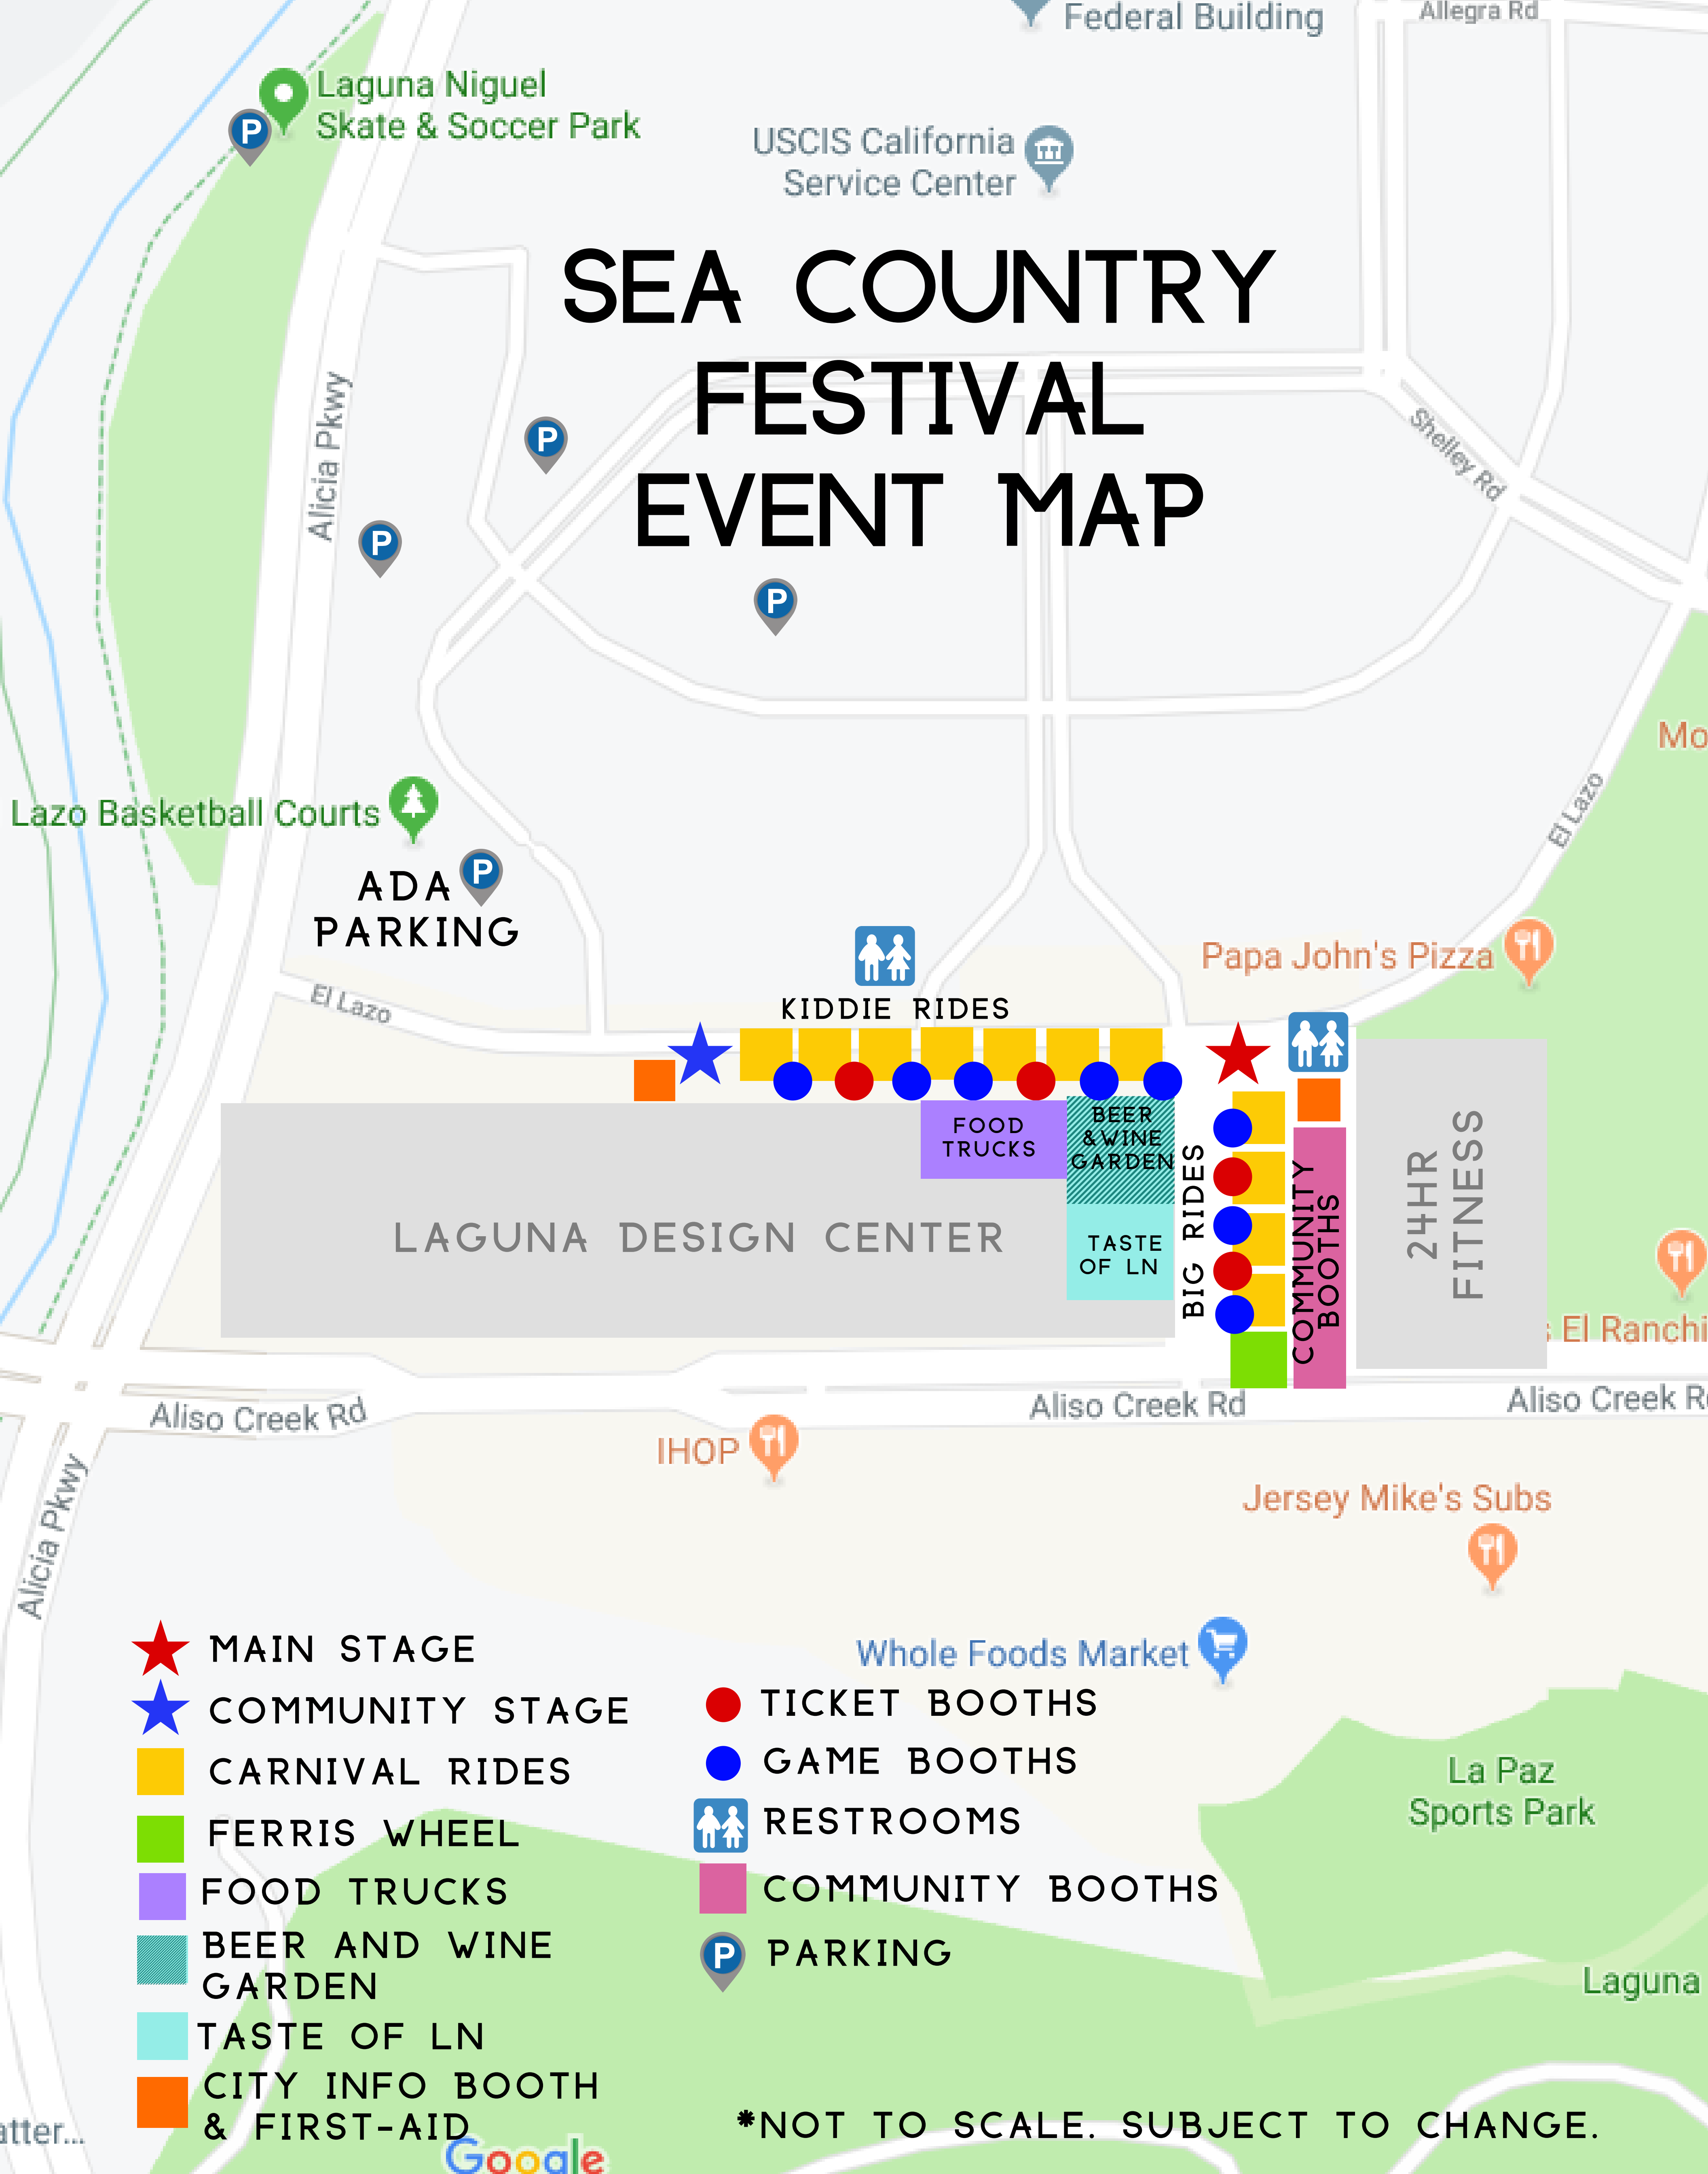 Federal Building
Allegra Rd
Laguna Niguel
Skate & Soccer Park
P
USCIS California
Service Center
SEA COUNTRY
FESTIVAL
EVENT MAP
Alicia Pkwy
Shelley Rd
P
P
P
Mo
El Lazo
Lazo Basketball Courts
P
ADA
PARKING
El Lazo
Papa John's Pizza
KIDDIE RIDES
FOOD
TRUCKS
BEER
&WINE
GARDEN
TASTE
OF LN
BIG RIDES
COMMUNITY
BOOTHS
24HR
FITNESS
LAGUNA DESIGN CENTER
El Ranchi
Aliso Creek Rd
Aliso Creek Rd
Aliso Creek R
IHOP
Jersey Mike's Subs
Alicia Pkwy
Whole Foods Market
La Paz
Sports Park
Laguna
MAIN STAGE
COMMUNITY STAGE
CARNIVAL RIDES
FERRIS WHEEL
FOOD TRUCKS
BEER AND WINE
GARDEN
TASTE OF LN
CITY INFO BOOTH
& FIRST-AID
TICKET BOOTHS
GAME BOOTHS
RESTROOMS
COMMUNITY BOOTHS
P PARKING
atter...
Google
*NOT TO SCALE. SUBJECT TO CHANGE.